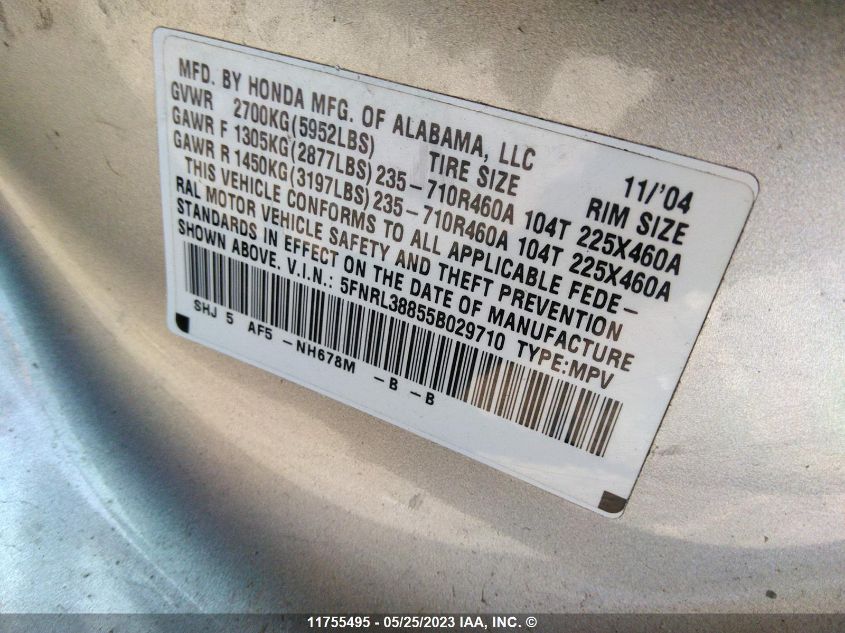 MFD. BY HONDA MFG. OF ALABAMA, LLC 11/'04
GVWR 2700KG(5952LBS) TIRE SIZE RIM SIZE
GAWR F 1305KG(2877LBS) 235-710R460A 104T 225X460A
GAWR R 1450KG(3197LBS) 235-710R460A 104T 225X460A
THIS VEHICLE CONFORMS TO ALL APPLICABLE FEDE-
RAL MOTOR VEHICLE SAFETY AND THEFT PREVENTION
STANDARDS IN EFFECT ON THE DATE OF MANUFACTURE
SHOWN ABOVE. V.I.N.: 5FNRL38855B029710 TYPE:MPV
SHJ 5 AF5 -NH678M -B -B
11755495 - 05/25/2023 IAA, INC. ©